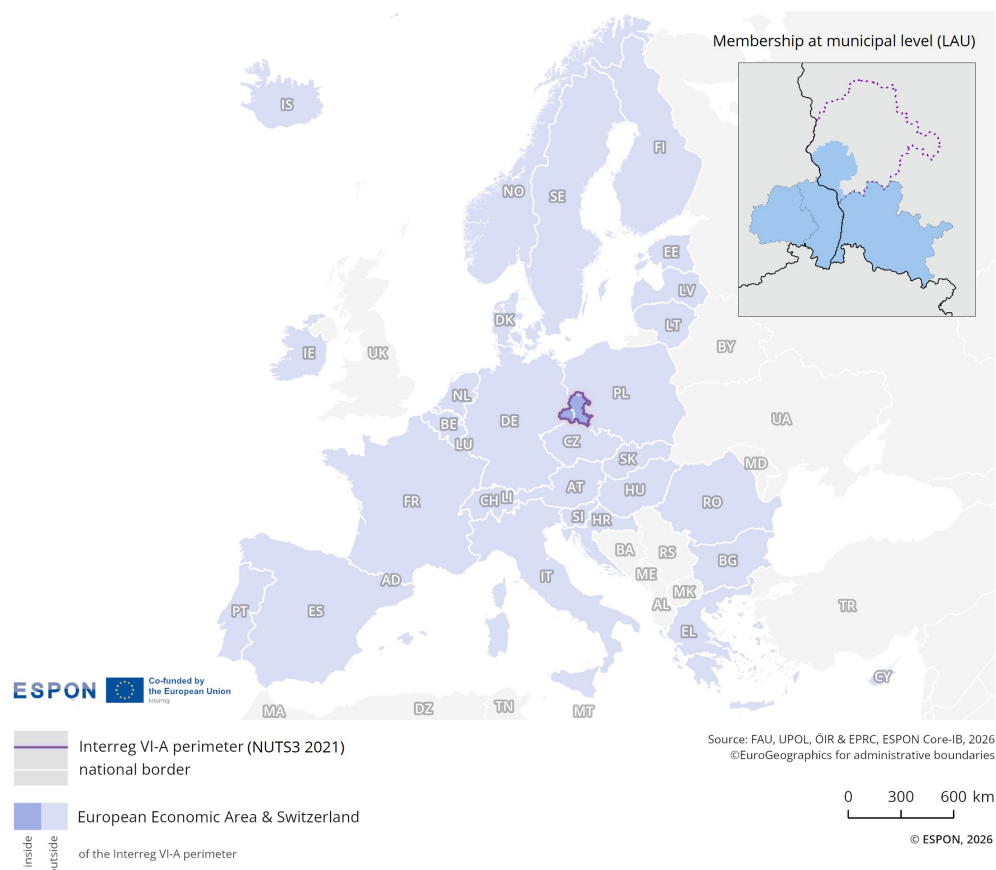 Membership at municipal level (LAU)
IS
FI
NO
SE
EE
LV
DK
LT
IE
UK
BY
NL
PL
BE
DE
UA
LU
CZ
SK
MD
AT
HU
FR
CH
LI
RO
SI
HR
BA
RS
BG
IT
ME
AD
MK
AL
PT
ES
TR
EL
CY
MA
DZ
TN
MT
ESPON
Co-funded by
the European Union
Interreg
Interreg VI-A perimeter (NUTS3 2021)
national border
European Economic Area & Switzerland
inside
outside
of the Interreg VI-A perimeter
Source: FAU, UPOL, ÖIR & EPRC, ESPON Core-IB, 2026
©EuroGeographics for administrative boundaries
0 300 600 km
© ESPON, 2026